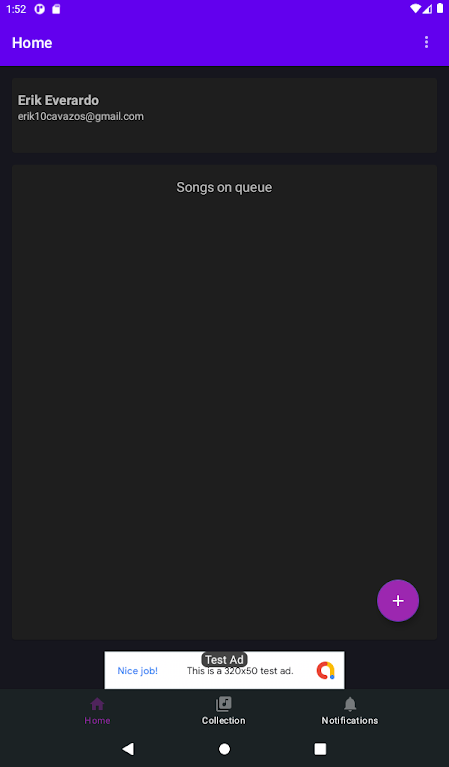 1:52
Home
Erik Everardo
erik10cavazos@gmail.com
Songs on queue
Test Ad
Nice job!
This is a 320x50 test ad.
Home
Collection
Notifications